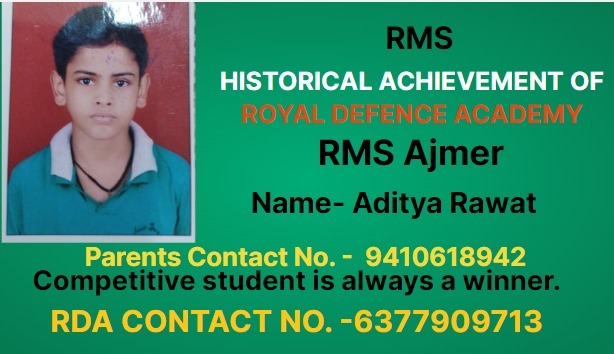 RMS
HISTORICAL ACHIEVEMENT OF
ROYAL DEFENCE ACADEMY
RMS Ajmer
Name- Aditya Rawat
Parents Contact No. - 9410618942
Competitive student is always a winner.
RDA CONTACT NO. -6377909713